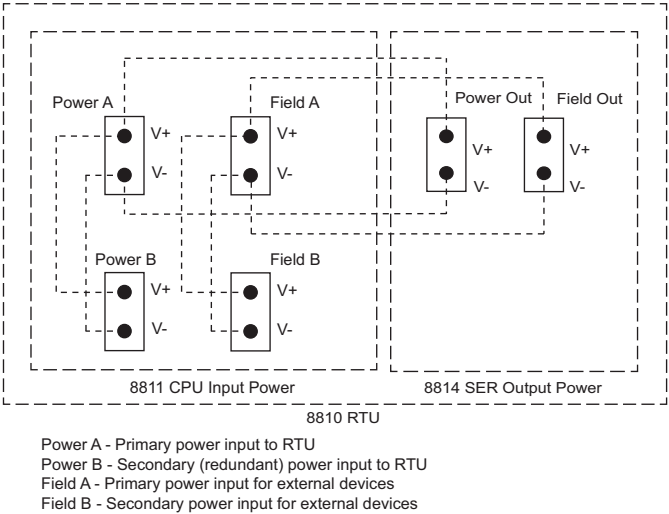 Power A
Field A
Power Out
Field Out
V+
V+
V+
V+
V-
V-
V-
V-
Power B
Field B
V+
V+
V-
V-
8811 CPU Input Power
8814 SER Output Power
8810 RTU
Power A - Primary power input to RTU
Power B - Secondary (redundant) power input to RTU
Field A - Primary power input for external devices
Field B - Secondary power input for external devices